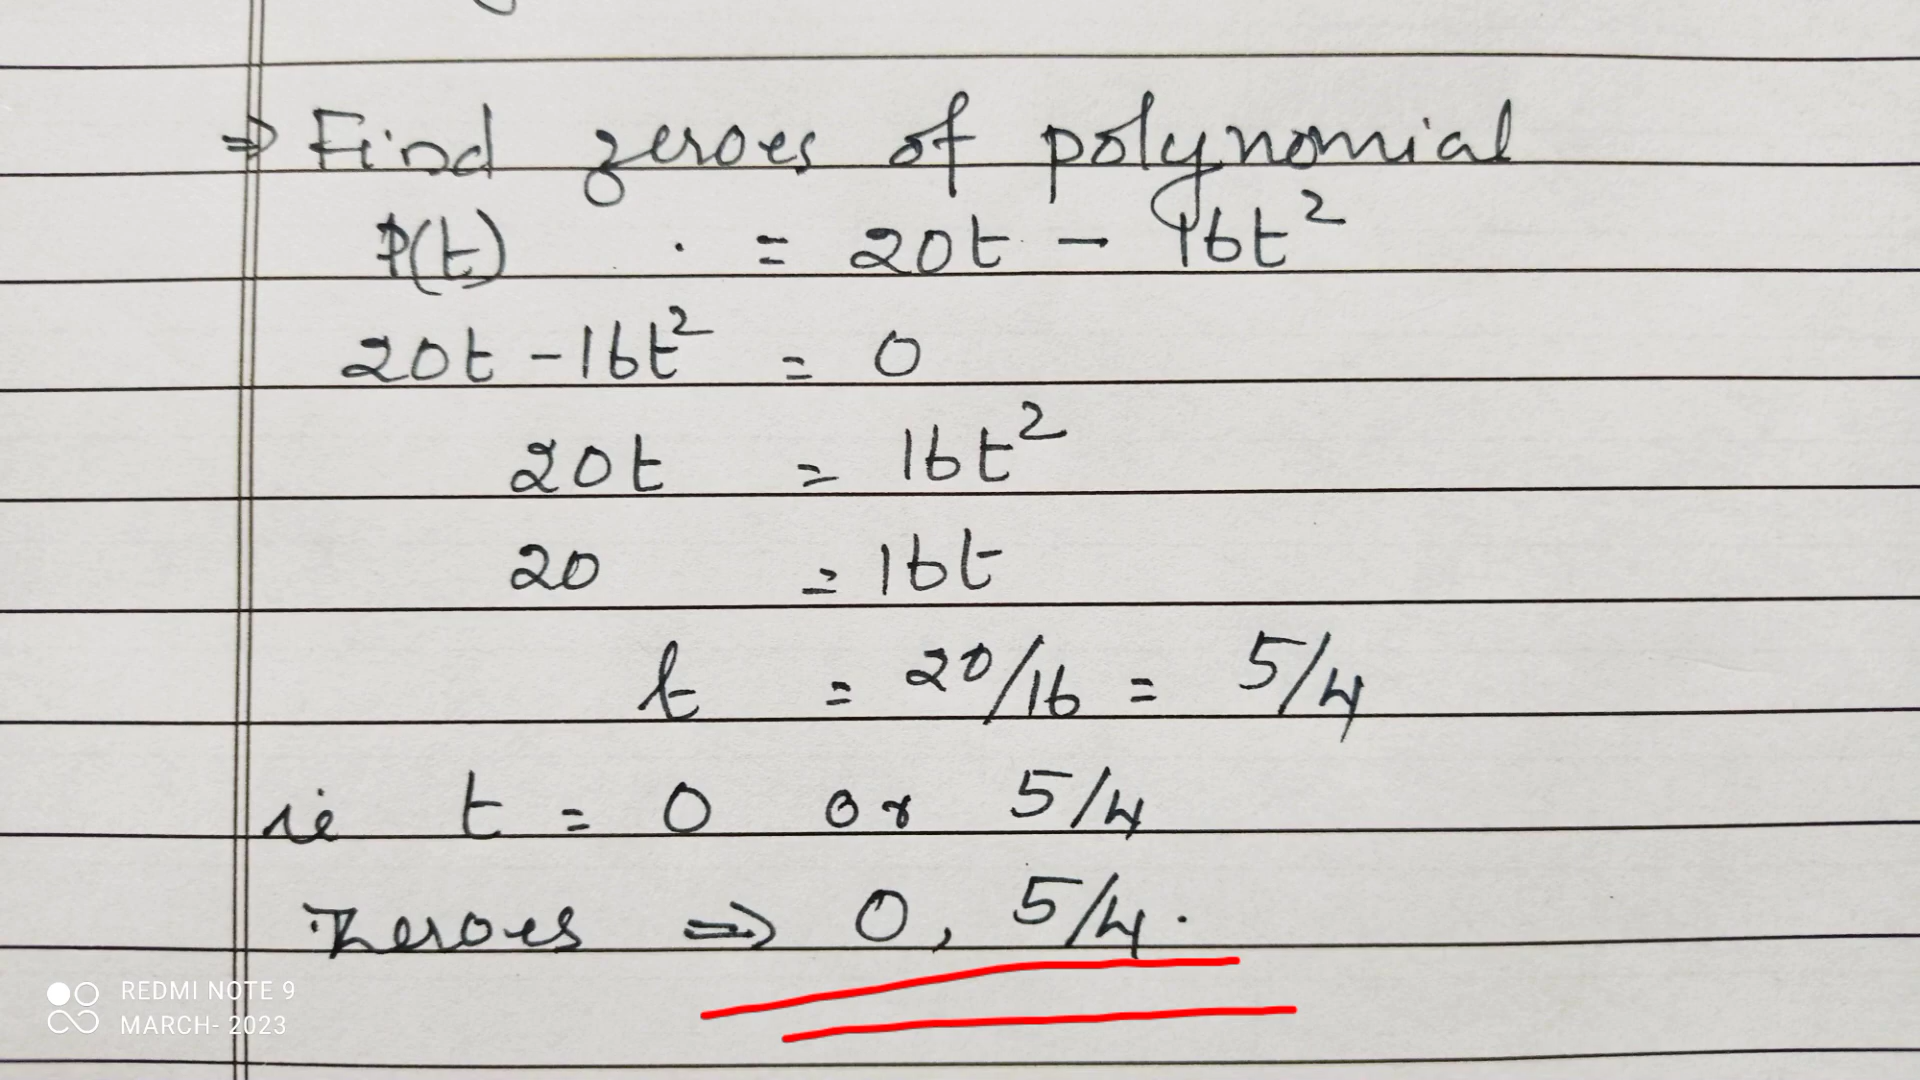 ⇒ Find zeroes of polynomial
P(t) . = 20t - 16t²
20t - 16t² = 0
20t = 16t²
20 = 16t
t = 20/16 = 5/4
ie t = 0 or 5/4
Zeroes ⇒ 0, 5/4.
REDMI NOTE 9
MARCH- 2023